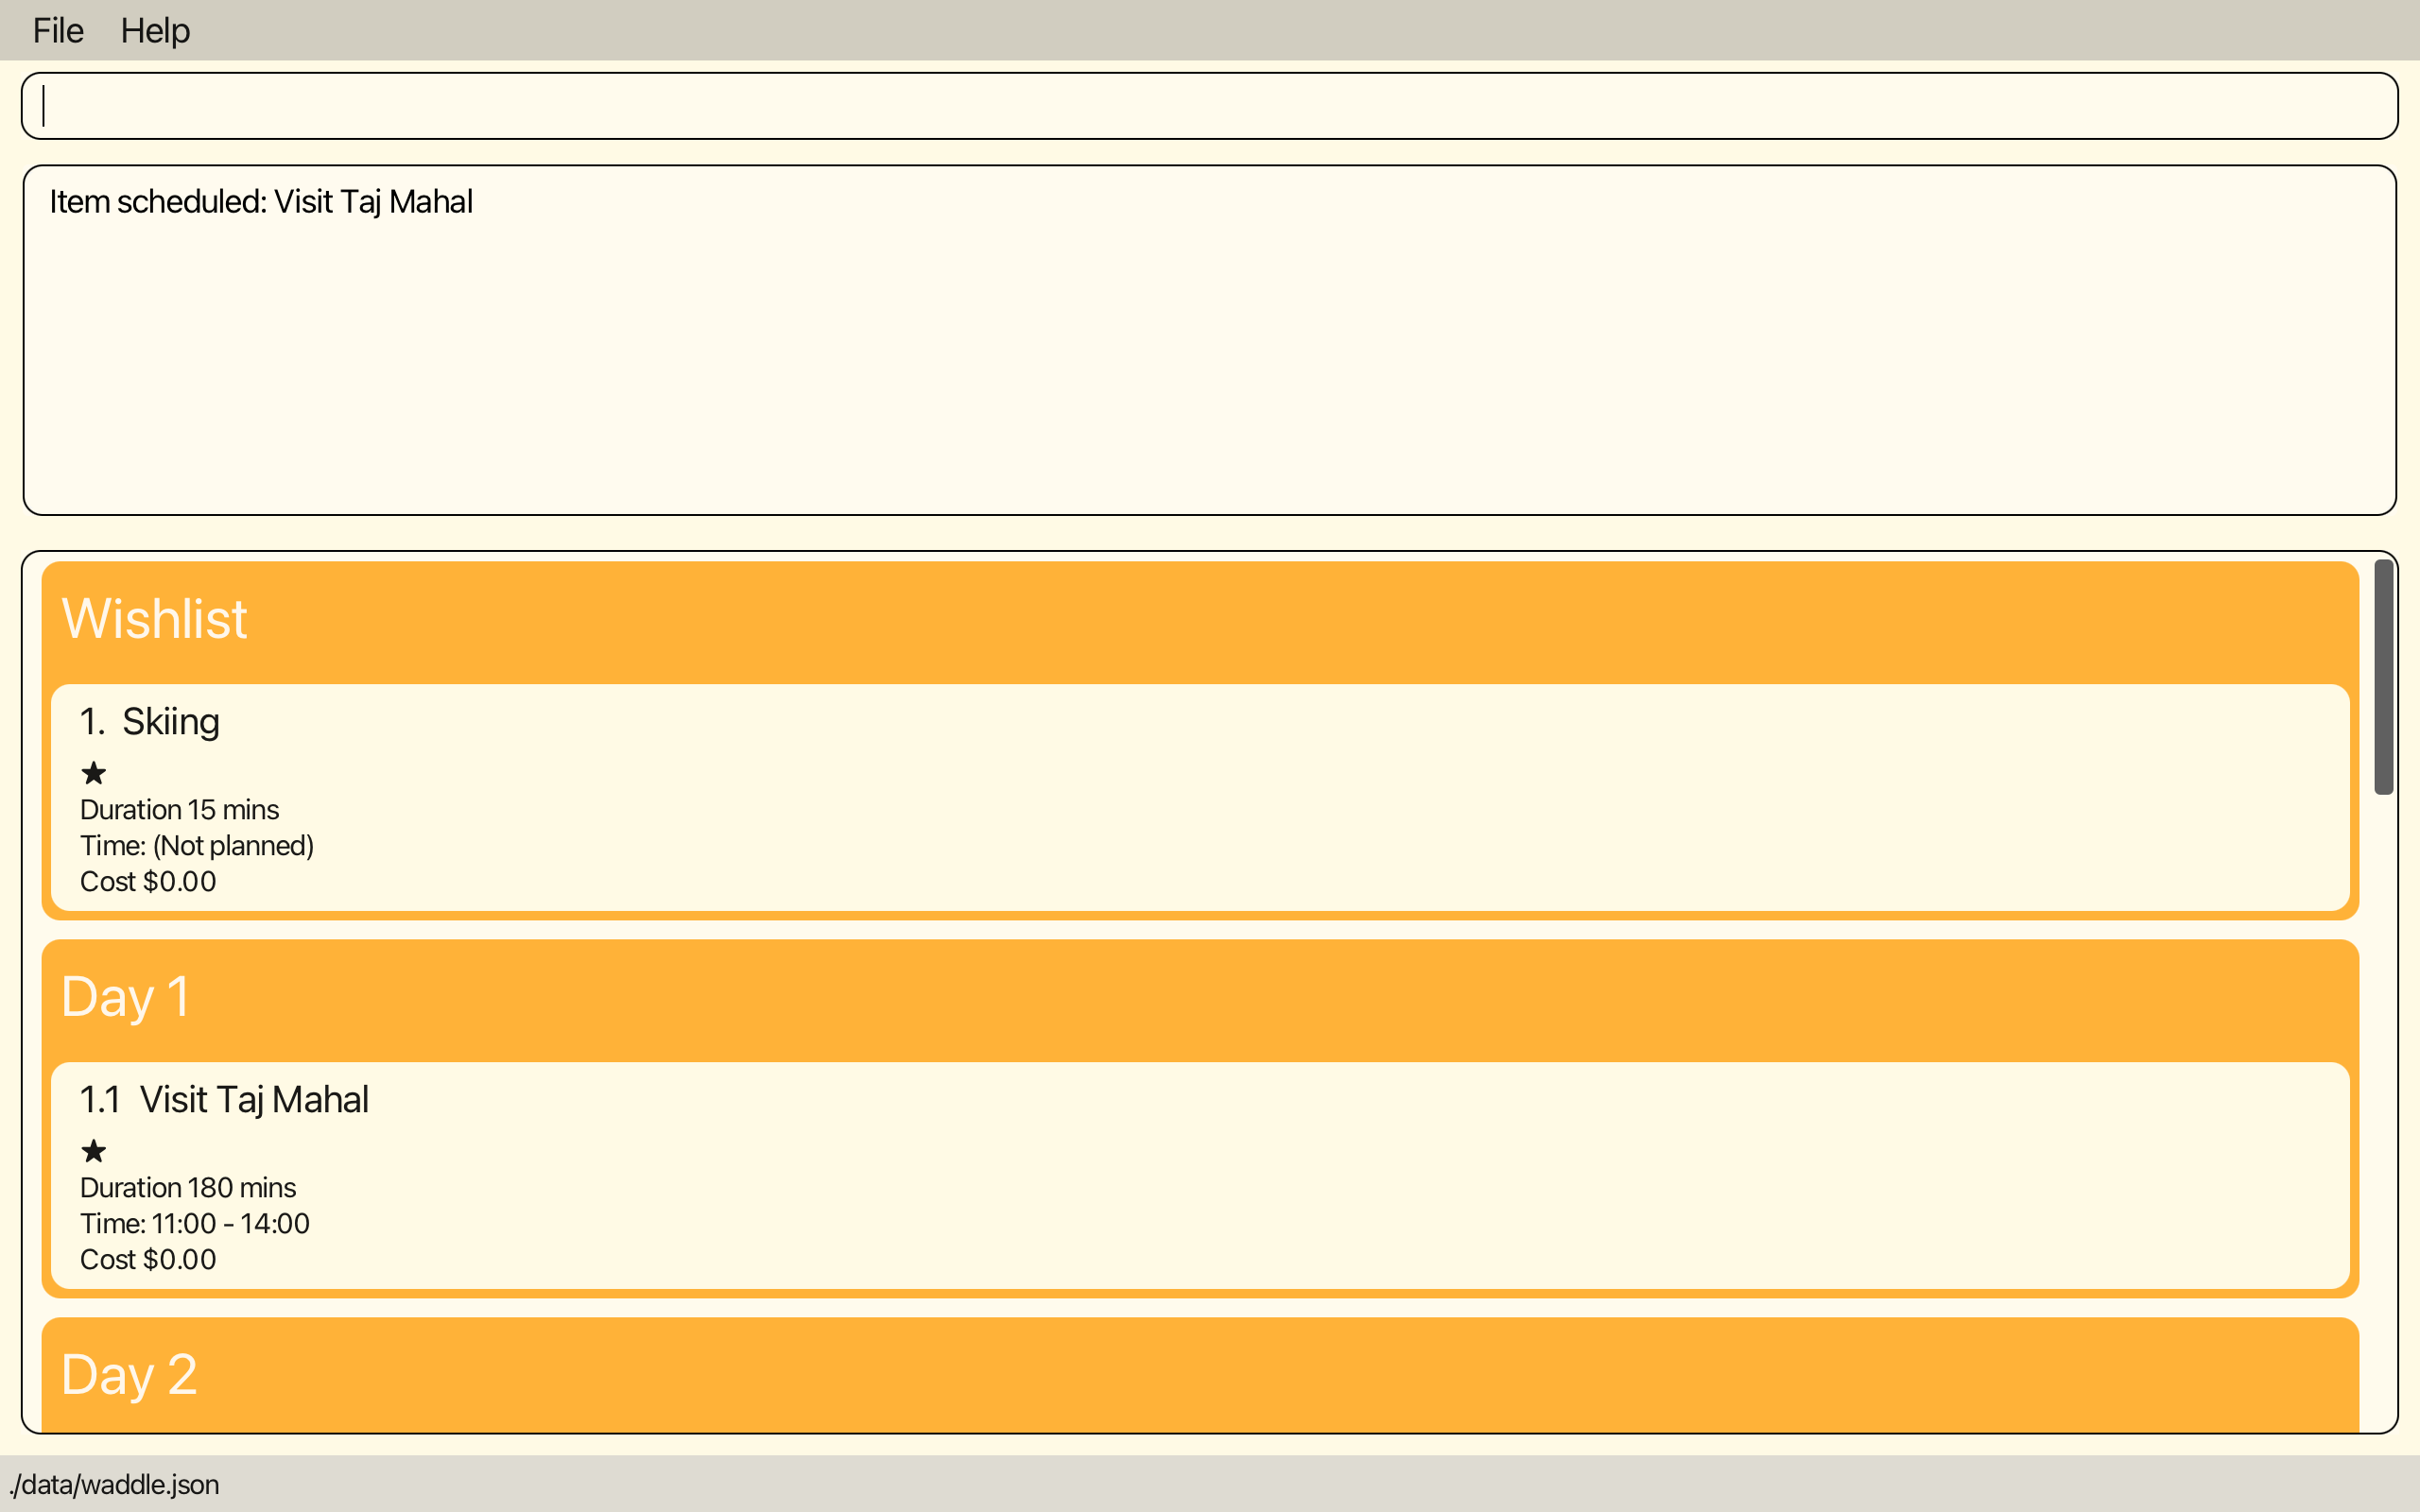 File Help
Item scheduled: Visit Taj Mahal
Wishlist
1. Skiing
★
Duration 15 mins
Time: (Not planned)
Cost $0.00
Day 1
1.1 Visit Taj Mahal
★
Duration 180 mins
Time: 11:00 - 14:00
Cost $0.00
Day 2
./data/waddle.json